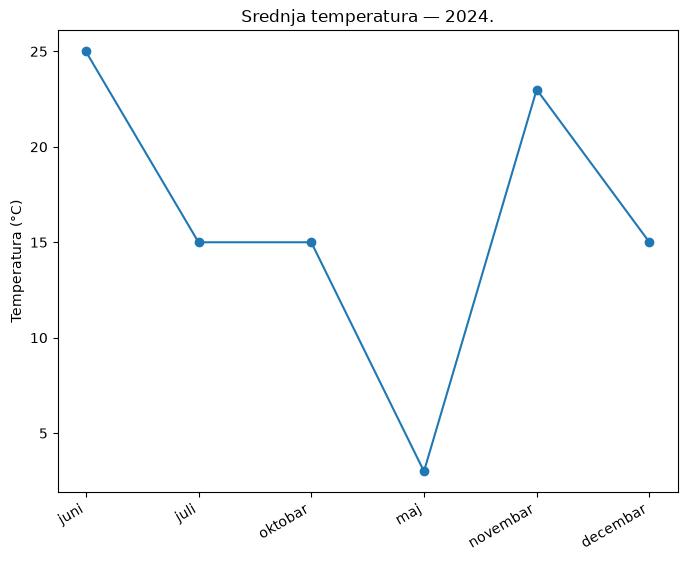 Srednja temperatura — 2024.
Temperatura (°C)
25
20
15
10
5
juni
juli
oktobar
maj
novembar
decembar